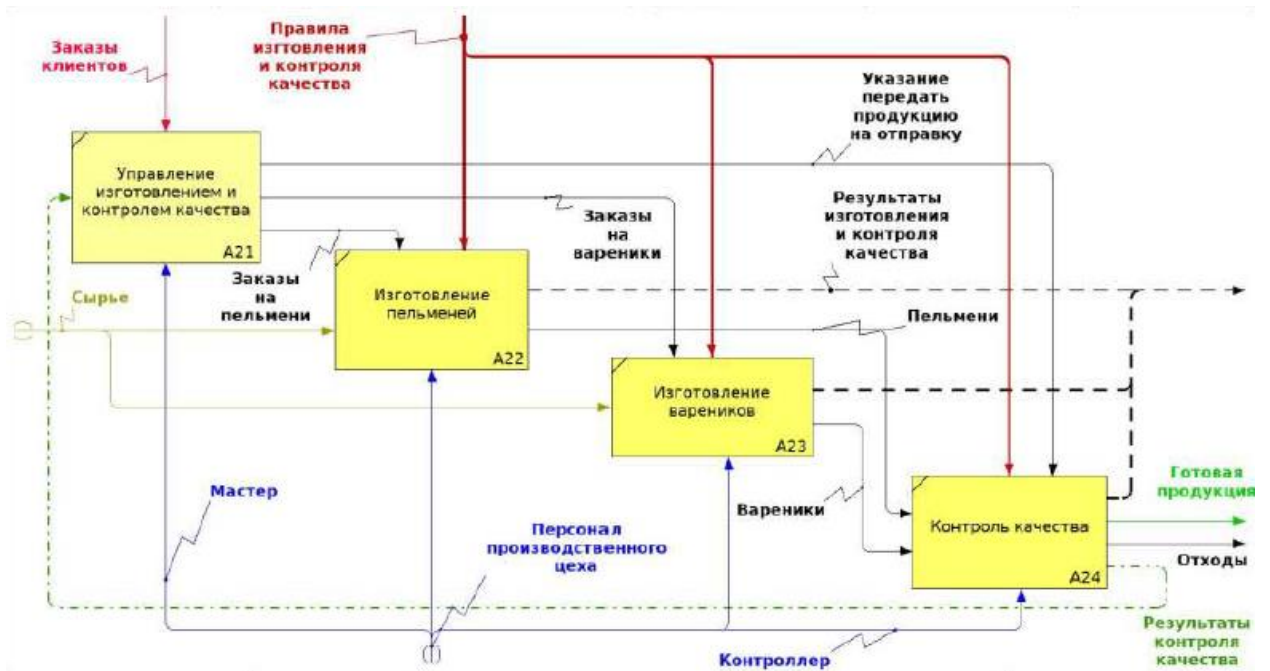 Заказы
клиентов
Правила
изгтовления
и контроля
качества
Указание
передать
продукцию
на отправку
Управление
изготовлением и
контролем качества
A21
Заказы
на
вареники
Результаты
изготовления
и контроля
качества
Заказы
на
пельмени
Сырье
Изготовление
пельменей
A22
Пельмени
Изготовление
вареников
A23
Мастер
Вареники
Персонал
производственного
цеха
Контроль качества
A24
Готовая
продукция
Отходы
Результаты
контроля
качества
Контроллер